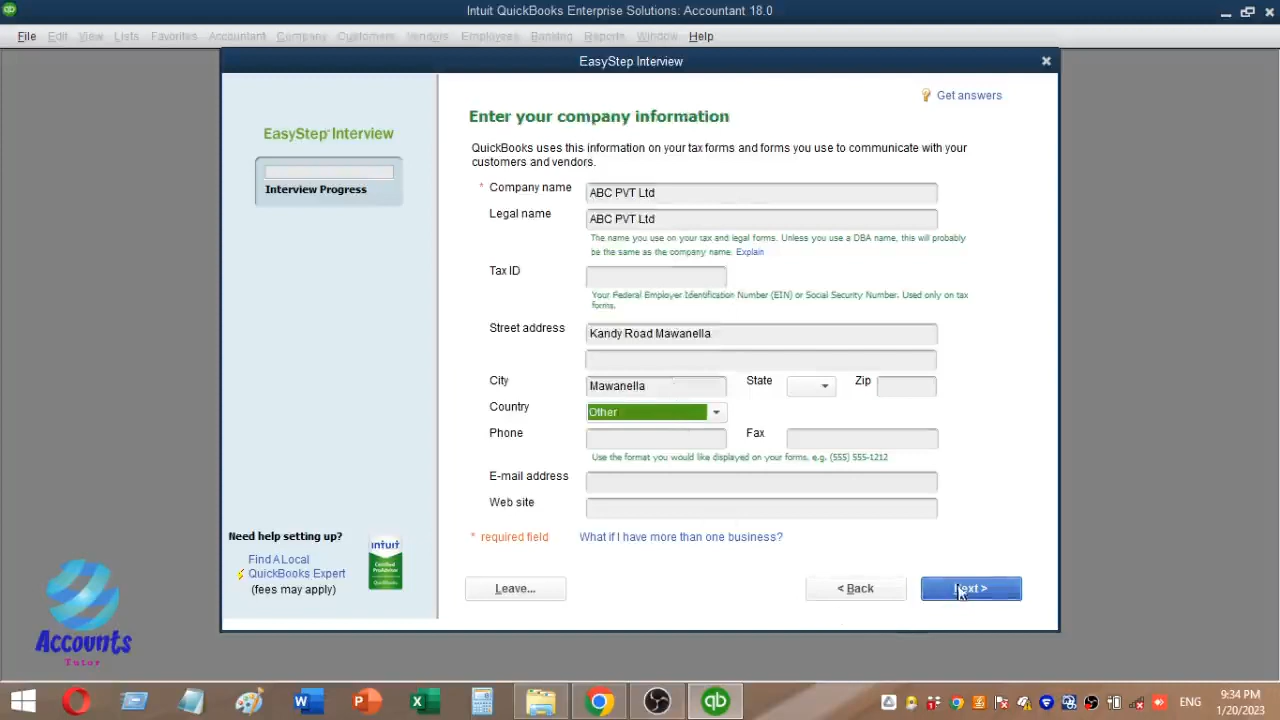 Intuit QuickBooks Enterprise Solutions: Accountant 18.0
File Edit View Lists Favorites Accountant Company Customers Vendors Employees Banking Reports Window Help
EasyStep Interview
Get answers
EasyStep Interview
Interview Progress
Enter your company information
QuickBooks uses this information on your tax forms and forms you use to communicate with your
customers and vendors.
* Company name ABC PVT Ltd
Legal name ABC PVT Ltd
The name you use on your tax and legal forms. Unless you use a DBA name, this will probably
be the same as the company name. Explain
Tax ID
Your Federal Employer Identification Number (EIN) or Social Security Number. Used only on tax
forms.
Street address Kandy Road Mawanella
City Mawanella State Zip
Country Other
Phone Fax
Use the format you would like displayed on your forms. e.g. (555) 555-1212
E-mail address
Web site
* required field What if I have more than one business?
Need help setting up?
Find A Local
QuickBooks Expert
(fees may apply)
intuit
Certified
ProAdvisor
QuickBooks
Leave... < Back Next >
Accounts
Tutor
ENG
9:34 PM
1/20/2023